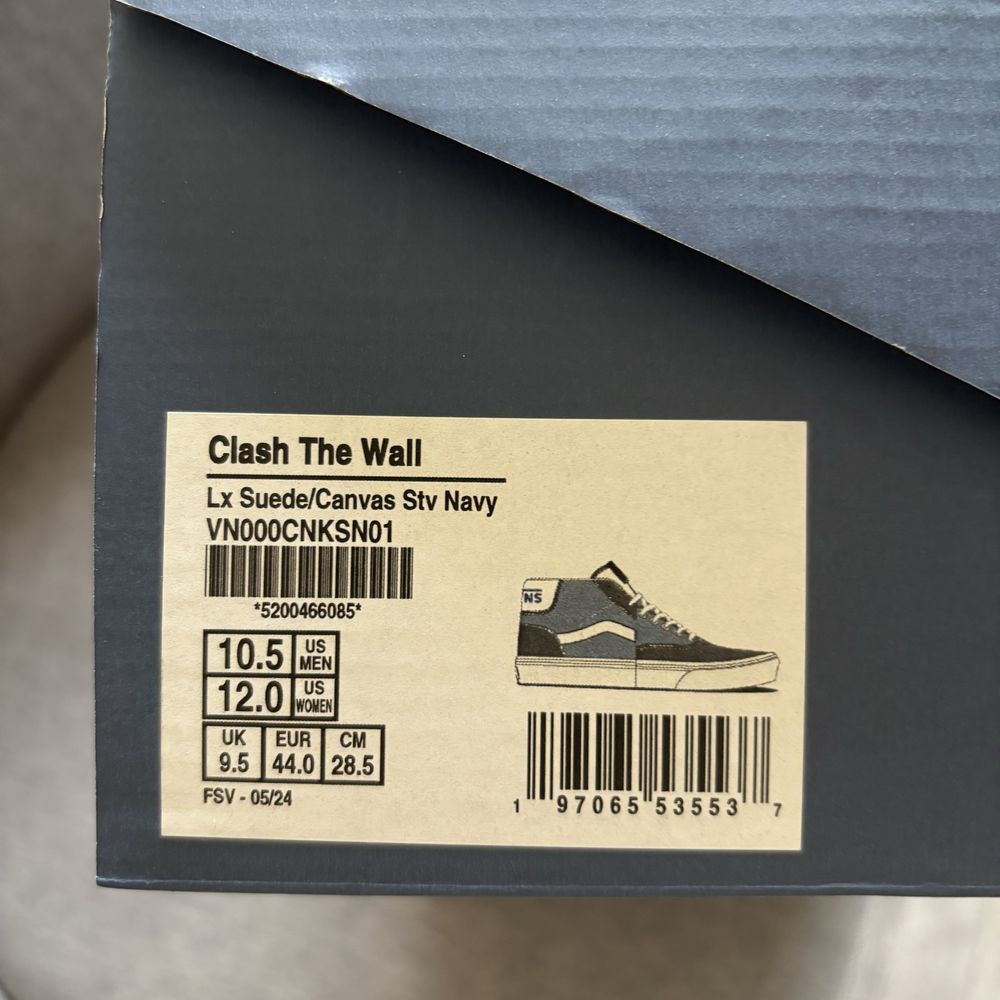 Clash The Wall
Lx Suede/Canvas Stv Navy
VN000CNKSN01
*5200466085*
10.5 US MEN
12.0 US WOMEN
UK EUR CM
9.5 44.0 28.5
FSV - 05/24
NS
1 97065 53553 7